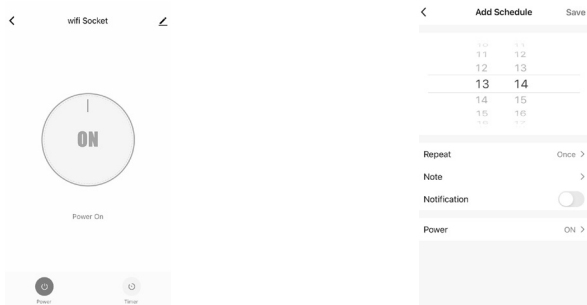 wifi Socket
ON
Power On
Power
Timer
Add Schedule Save
11 12
12 13
13 14
14 15
15 16
Repeat Once
Note
Notification
Power ON